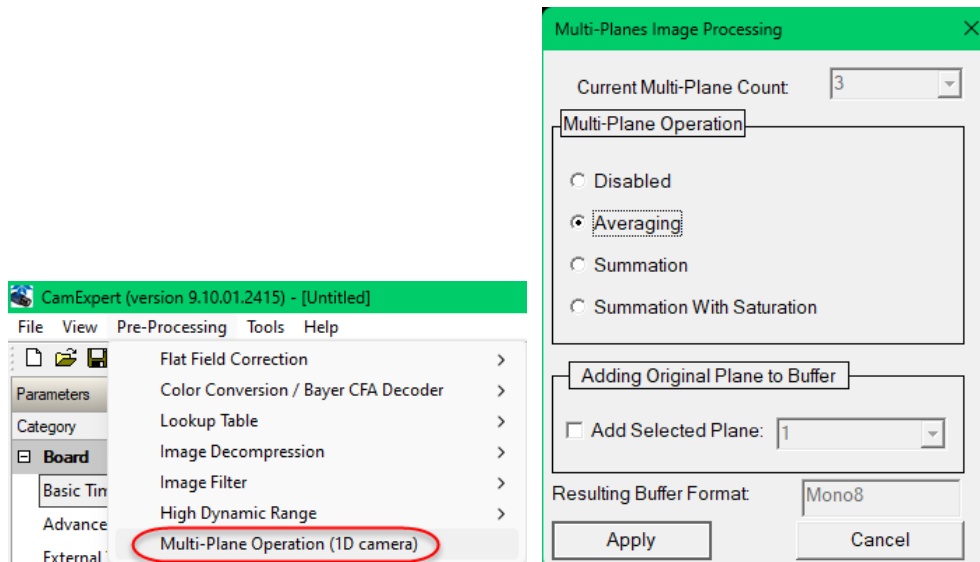 CamExpert (version 9.10.01.2415) - [Untitled]
File View Pre-Processing Tools Help
Parameters
Category
Board
Basic Tim
Advance
External
Flat Field Correction
Color Conversion / Bayer CFA Decoder
Lookup Table
Image Decompression
Image Filter
High Dynamic Range
Multi-Plane Operation (1D camera)
Multi-Planes Image Processing
Current Multi-Plane Count: 3
Multi-Plane Operation
Disabled
Averaging
Summation
Summation With Saturation
Adding Original Plane to Buffer
Add Selected Plane: 1
Resulting Buffer Format: Mono8
Apply Cancel